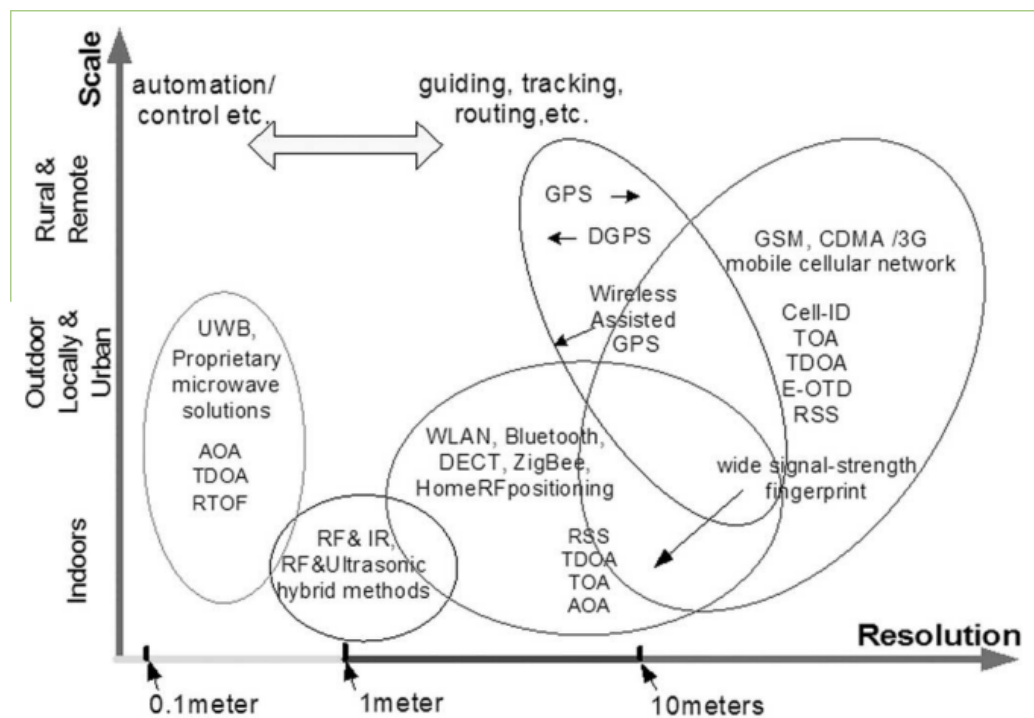 Scale
automation/
control etc.
guiding, tracking,
routing,etc.
Rural &
Remote
GPS
DGPS
GSM, CDMA /3G
mobile cellular network
Outdoor
Locally &
Urban
UWB,
Proprietary
microwave
solutions
AOA
TDOA
RTOF
Wireless
Assisted
GPS
Cell-ID
TOA
TDOA
E-OTD
RSS
WLAN, Bluetooth,
DECT, ZigBee,
HomeRFpositioning
wide signal-strength
fingerprint
Indoors
RF& IR,
RF&Ultrasonic
hybrid methods
RSS
TDOA
TOA
AOA
Resolution
0.1meter
1meter
10meters